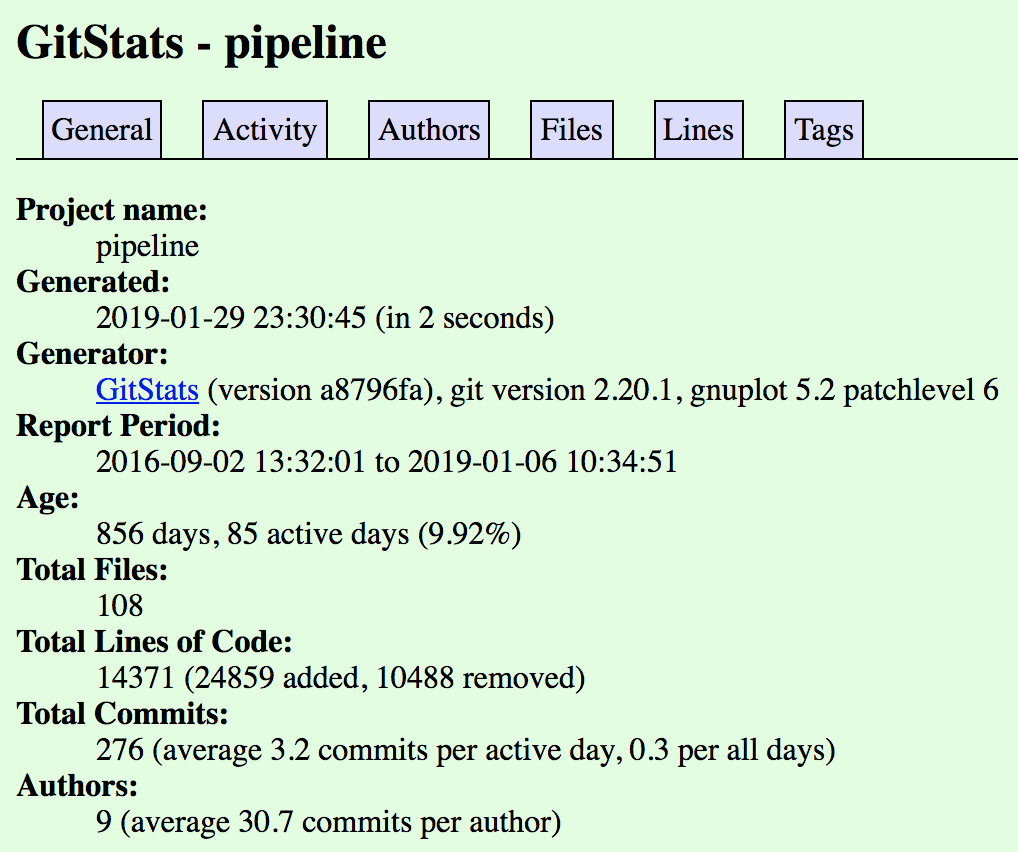 GitStats - pipeline
General Activity Authors Files Lines Tags
Project name:
pipeline
Generated:
2019-01-29 23:30:45 (in 2 seconds)
Generator:
GitStats (version a8796fa), git version 2.20.1, gnuplot 5.2 patchlevel 6
Report Period:
2016-09-02 13:32:01 to 2019-01-06 10:34:51
Age:
856 days, 85 active days (9.92%)
Total Files:
108
Total Lines of Code:
14371 (24859 added, 10488 removed)
Total Commits:
276 (average 3.2 commits per active day, 0.3 per all days)
Authors:
9 (average 30.7 commits per author)